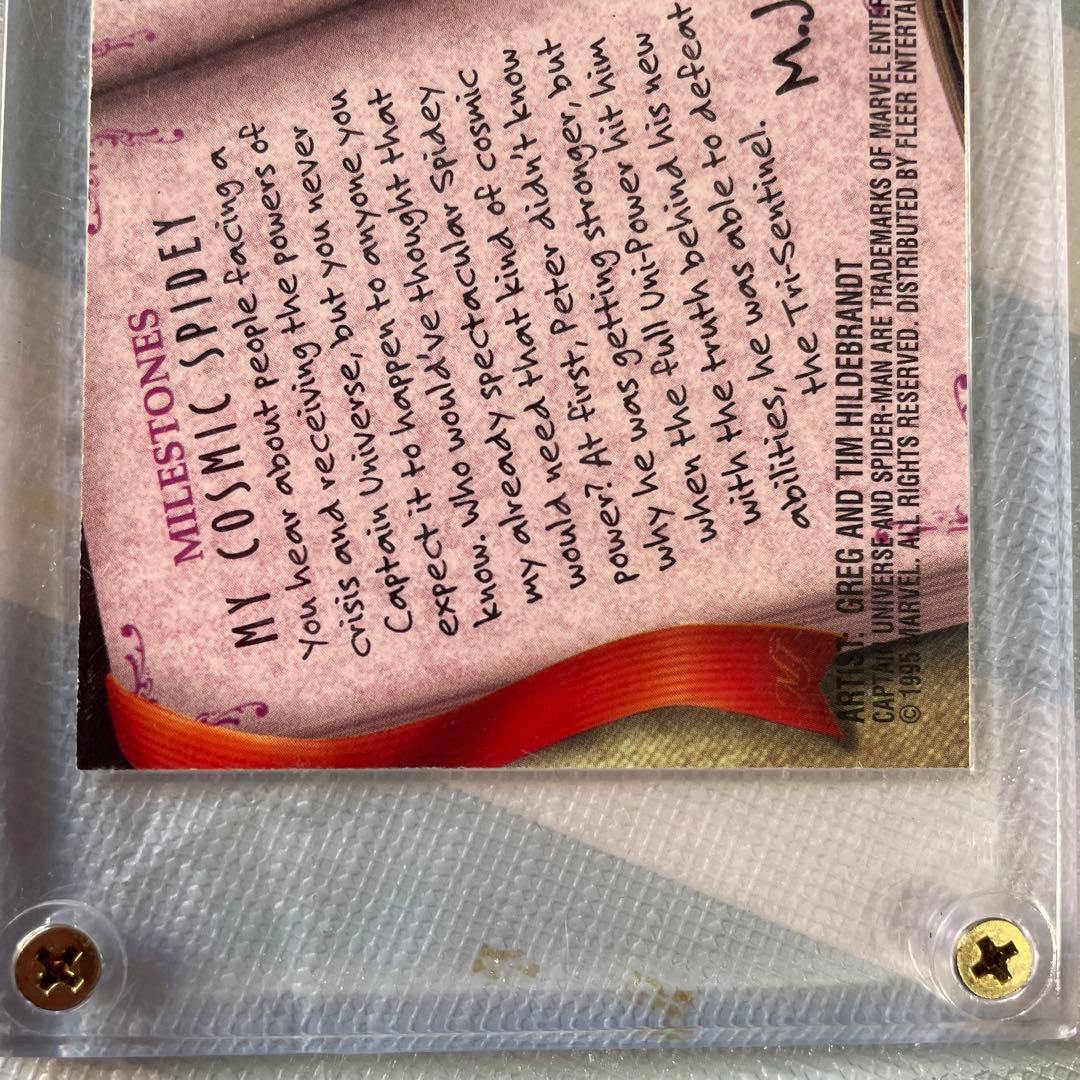 MILESTONES
MY COSMIC SPIDEY
You hear about people facing a
crisis and receiving the powers of
Captain Universe, but you never
expect it to happen to anyone you
know. Who would've thought that
my already spectacular Spidey
would need that kind of cosmic
power? At first, Peter didn't know
why he was getting stronger, but
when the full Uni-Power hit him
with the truth behind his new
abilities, he was able to defeat
the Tri-Sentinel.
M.J
MJ
ARTIST: GREG AND TIM HILDEBRANDT
CAPTAIN UNIVERSE AND SPIDER-MAN ARE TRADEMARKS OF MARVEL ENTER
© 1995 MARVEL. ALL RIGHTS RESERVED. DISTRIBUTED BY FLEER ENTERTAI